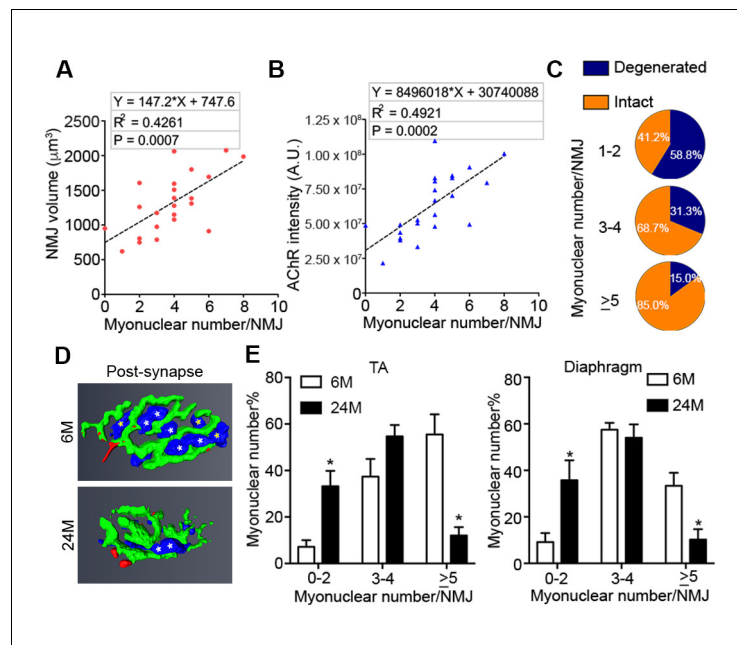 A
Y = 147.2*X + 747.6
R2 = 0.4261
P = 0.0007
NMJ volume (μm3)
2500
2000
1500
1000
500
0
0 2 4 6 8 10
Myonuclear number/NMJ
B
Y = 8496018*X + 30740088
R2 = 0.4921
P = 0.0002
AChR intensity (A.U.)
1.25 x 10⁸
1.00 x 10⁸
7.50 x 10⁷
5.00 x 10⁷
2.50 x 10⁷
0
0 2 4 6 8 10
Myonuclear number/NMJ
C
Degenerated
Intact
Myonuclear number/NMJ
1-2
41.2%
58.8%
3-4
31.3%
68.7%
≥5
15.0%
85.0%
D
Post-synapse
6M
24M
E
TA
6M
24M
Myonuclear number%
80
60
40
20
0
*
*
0-2 3-4 ≥5
Myonuclear number/NMJ
Diaphragm
6M
24M
Myonuclear number%
80
60
40
20
0
*
*
0-2 3-4 ≥5
Myonuclear number/NMJ